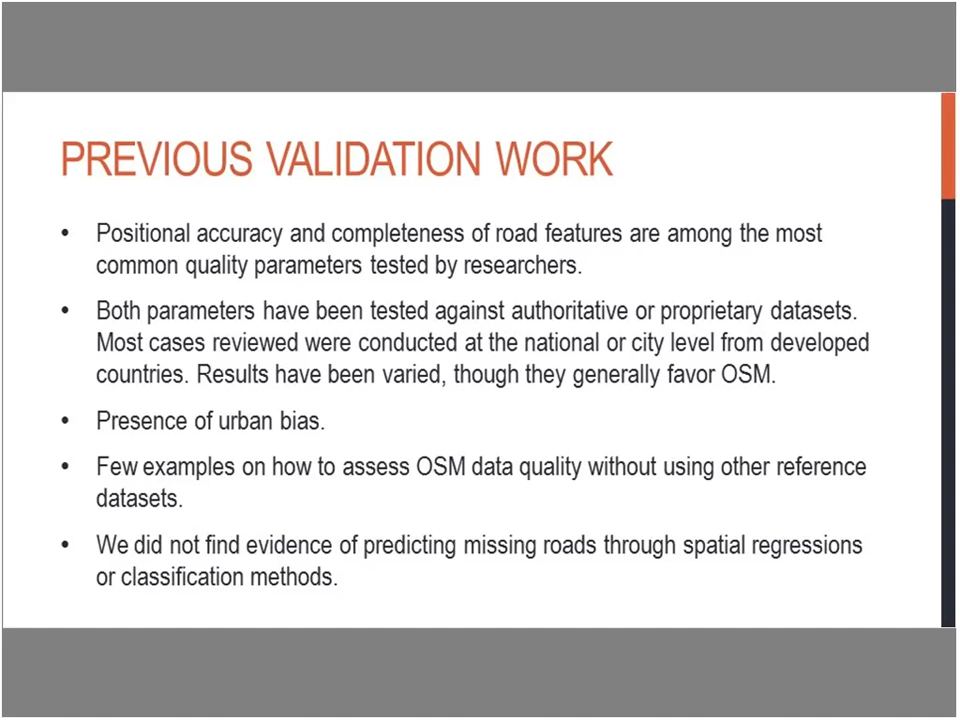 PREVIOUS VALIDATION WORK
• Positional accuracy and completeness of road features are among the most
common quality parameters tested by researchers.
• Both parameters have been tested against authoritative or proprietary datasets.
Most cases reviewed were conducted at the national or city level from developed
countries. Results have been varied, though they generally favor OSM.
• Presence of urban bias.
• Few examples on how to assess OSM data quality without using other reference
datasets.
• We did not find evidence of predicting missing roads through spatial regressions
or classification methods.